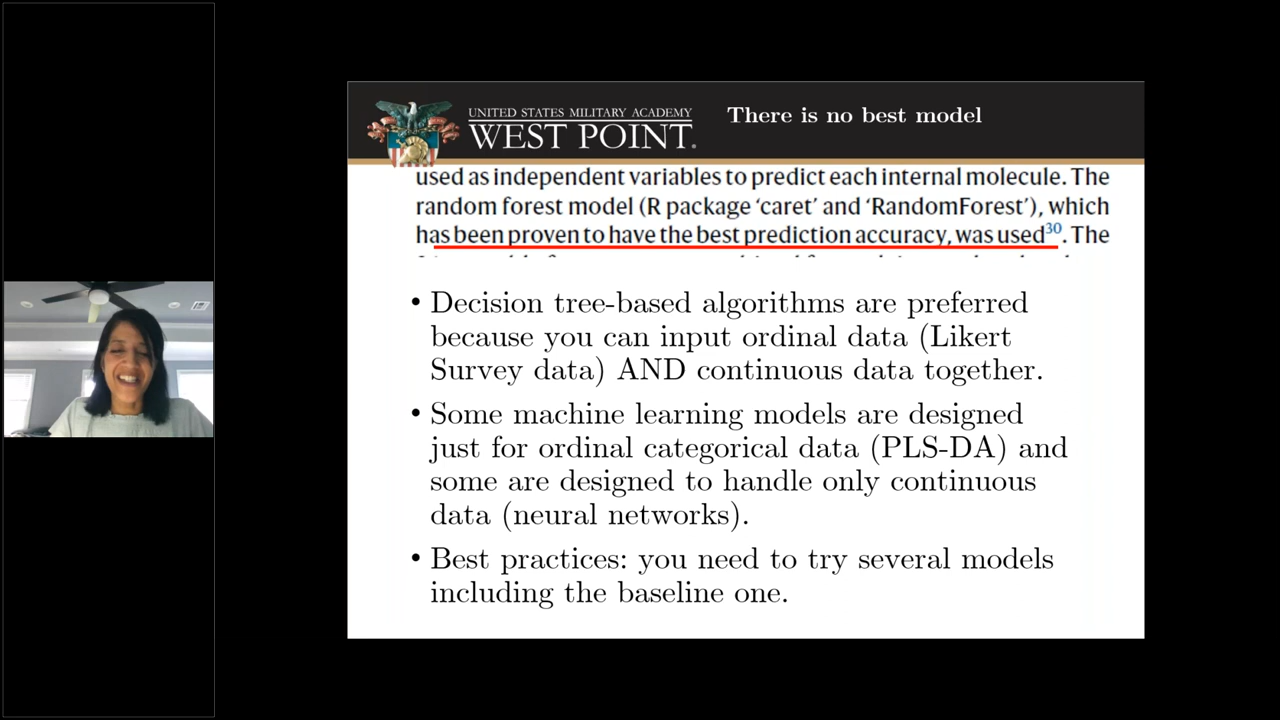 UNITED STATES MILITARY ACADEMY
WEST POINT.
There is no best model
used as independent variables to predict each internal molecule. The
random forest model (R package ‘caret’ and ‘RandomForest’), which
has been proven to have the best prediction accuracy, was used30. The
• Decision tree-based algorithms are preferred
because you can input ordinal data (Likert
Survey data) AND continuous data together.
• Some machine learning models are designed
just for ordinal categorical data (PLS-DA) and
some are designed to handle only continuous
data (neural networks).
• Best practices: you need to try several models
including the baseline one.